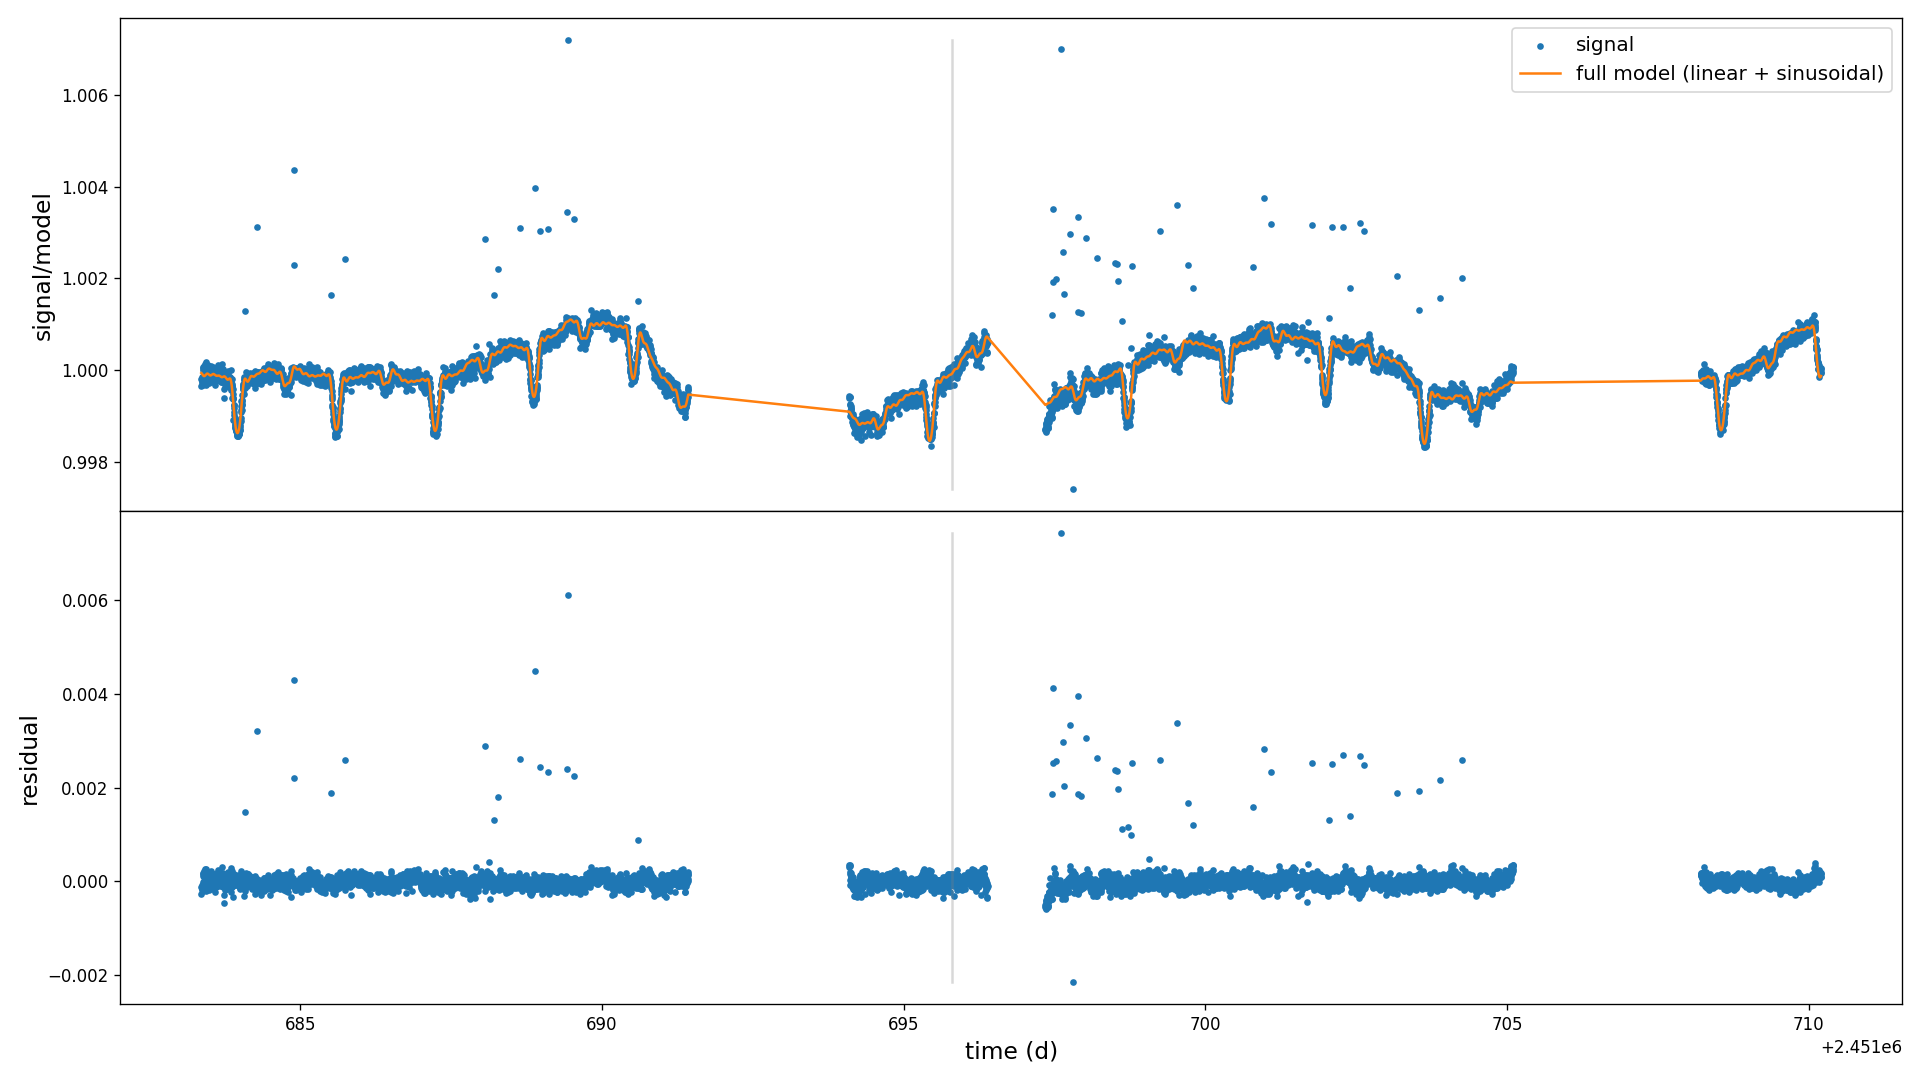 signal
full model (linear + sinusoidal)
signal/model
1.006
1.004
1.002
1.000
0.998
residual
0.006
0.004
0.002
0.000
−0.002
685
690
695
700
705
710
time (d)
+2.451e6